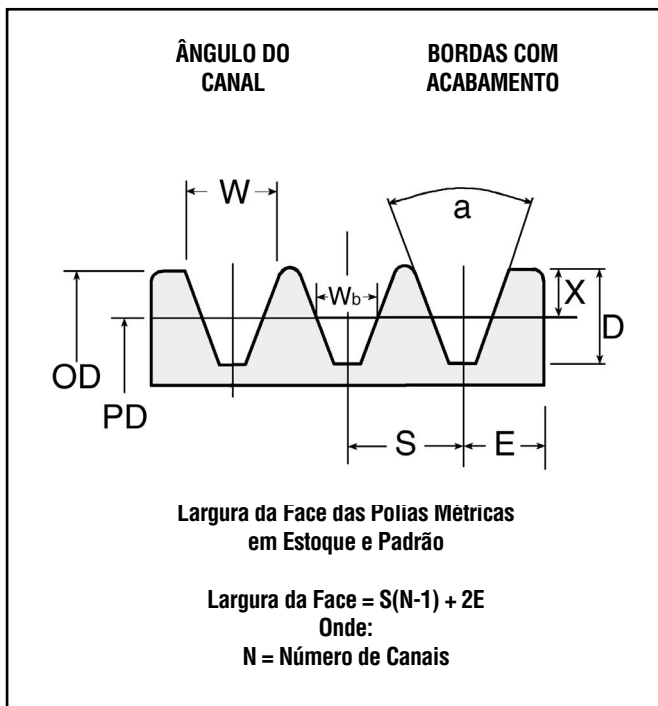 ÂNGULO DO
CANAL
BORDAS COM
ACABAMENTO
W
a
Wb
X
D
OD
PD
S
E
Largura da Face das Polias Métricas
em Estoque e Padrão
Largura da Face = S(N-1) + 2E
Onde:
N = Número de Canais